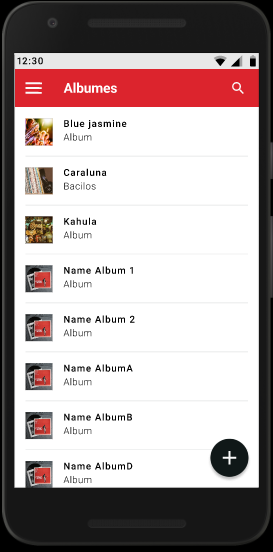 12:30
Albumes
Blue jasmine
Album
Caraluna
Bacilos
Kahula
Album
Name Album 1
Album
Name Album 2
Album
Name AlbumA
Album
Name AlbumB
Album
Name AlbumD
Album